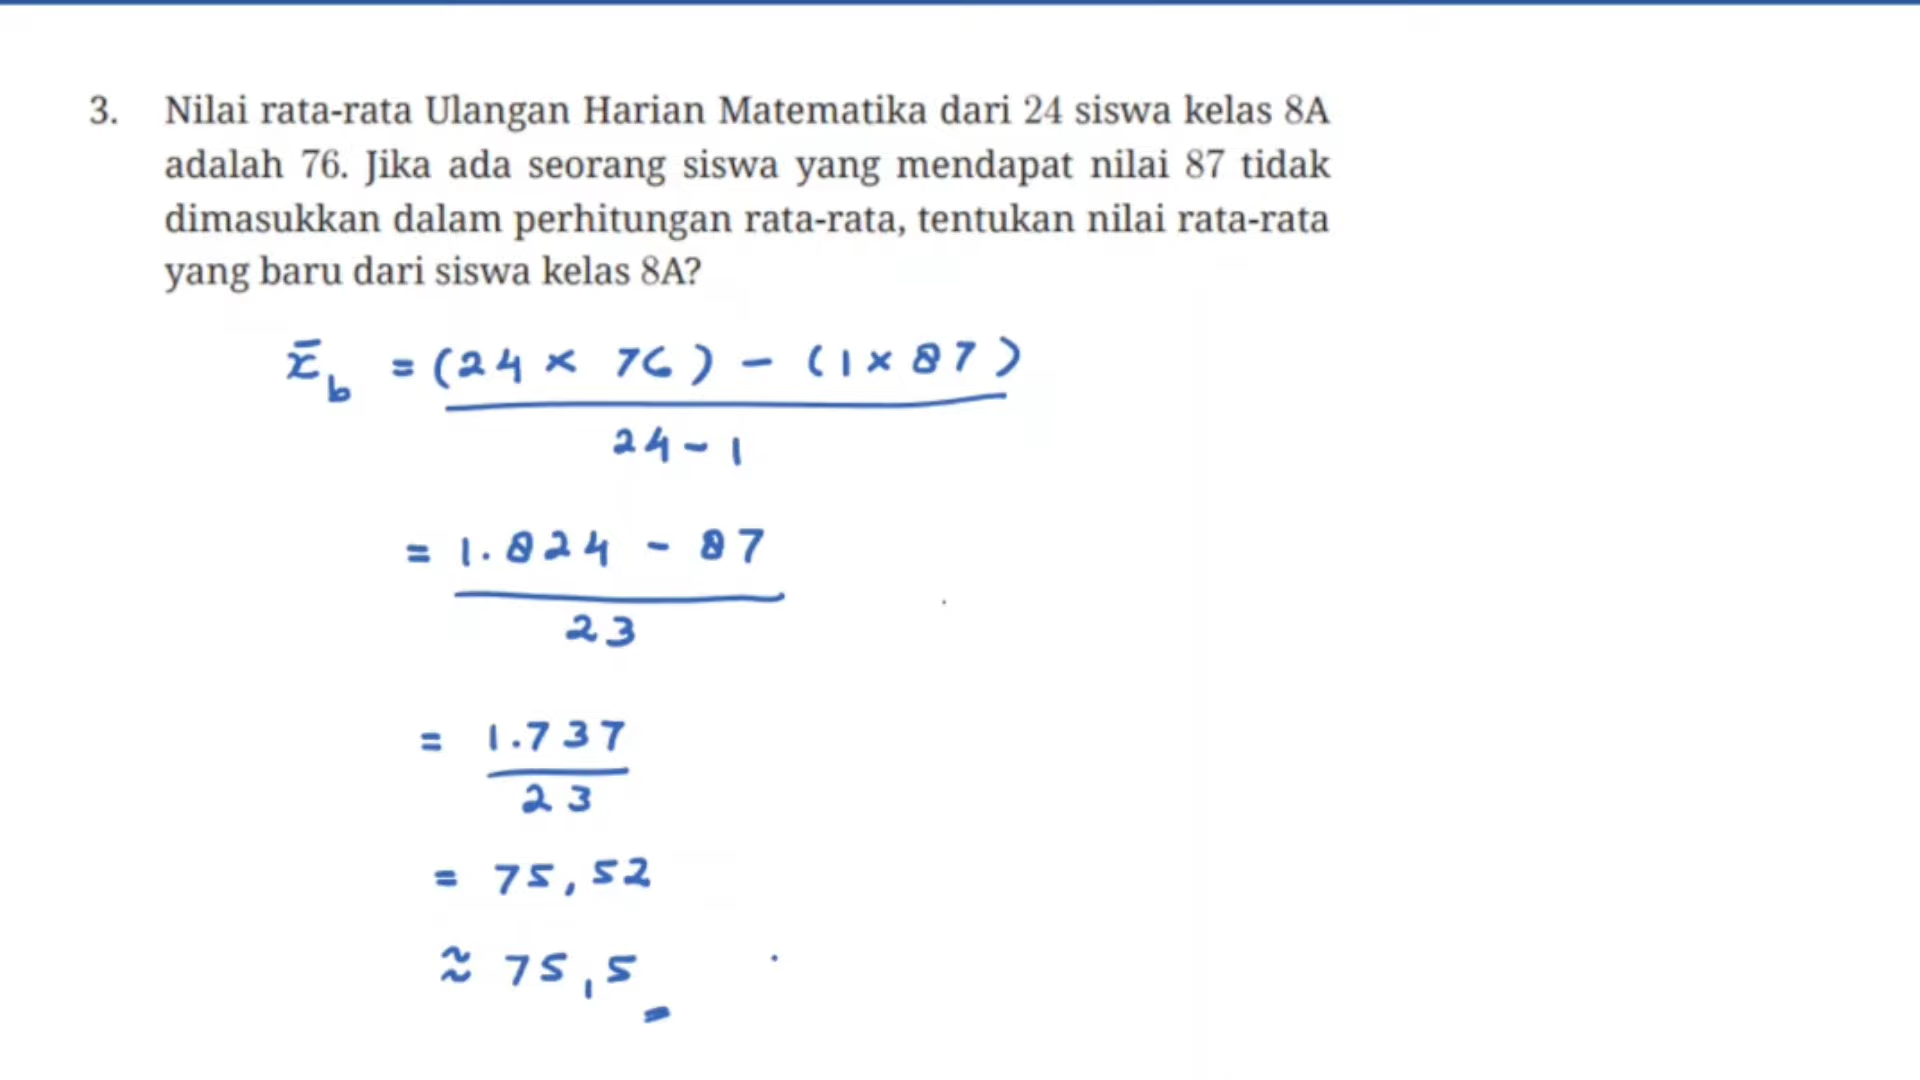 3. Nilai rata-rata Ulangan Harian Matematika dari 24 siswa kelas 8A
adalah 76. Jika ada seorang siswa yang mendapat nilai 87 tidak
dimasukkan dalam perhitungan rata-rata, tentukan nilai rata-rata
yang baru dari siswa kelas 8A?
x̄b = (24 × 76) - (1 × 87)
24 - 1
= 1.824 - 87
23
= 1.737
23
= 75,52
≈ 75,5